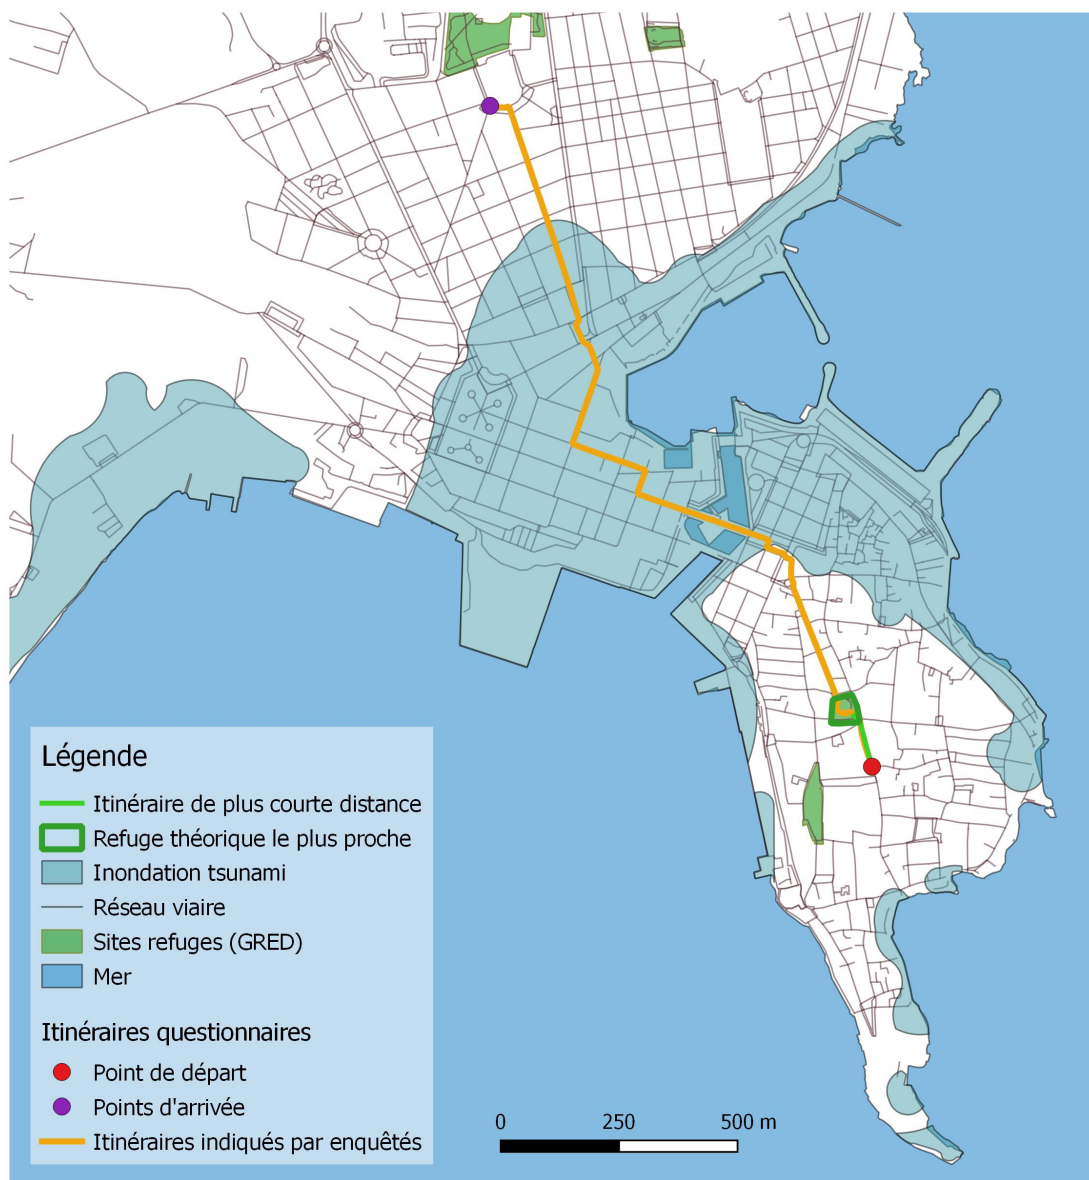 Légende
Itinéraire de plus courte distance
Refuge théorique le plus proche
Inondation tsunami
Réseau viaire
Sites refuges (GRED)
Mer
Itinéraires questionnaires
Point de départ
Points d'arrivée
Itinéraires indiqués par enquêtés
0 250 500 m